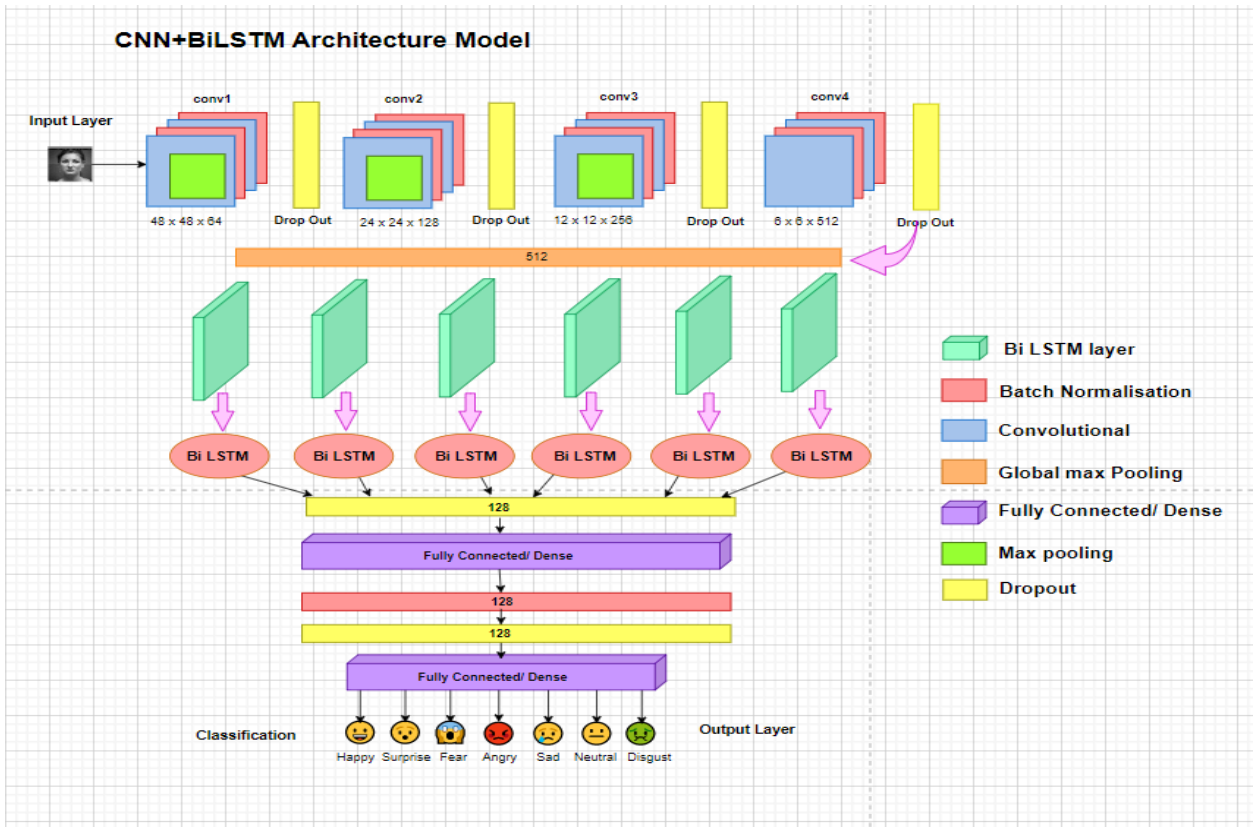 CNN+BiLSTM Architecture Model
conv1
conv2
conv3
conv4
Input Layer
48 x 48 x 64
Drop Out
24 x 24 x 128
Drop Out
12 x 12 x 256
Drop Out
6 x 6 x 512
Drop Out
512
Bi LSTM
Bi LSTM
Bi LSTM
Bi LSTM
Bi LSTM
Bi LSTM
128
Fully Connected/ Dense
128
128
Fully Connected/ Dense
Classification
Output Layer
Happy
Surprise
Fear
Angry
Sad
Neutral
Disgust
Bi LSTM layer
Batch Normalisation
Convolutional
Global max Pooling
Fully Connected/ Dense
Max pooling
Dropout